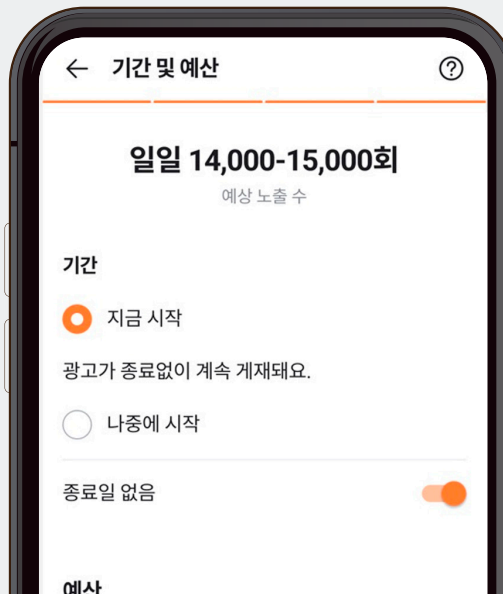 기간 및 예산
일일 14,000-15,000회
예상 노출 수
기간
지금 시작
광고가 종료없이 계속 게재돼요.
나중에 시작
종료일 없음
예산